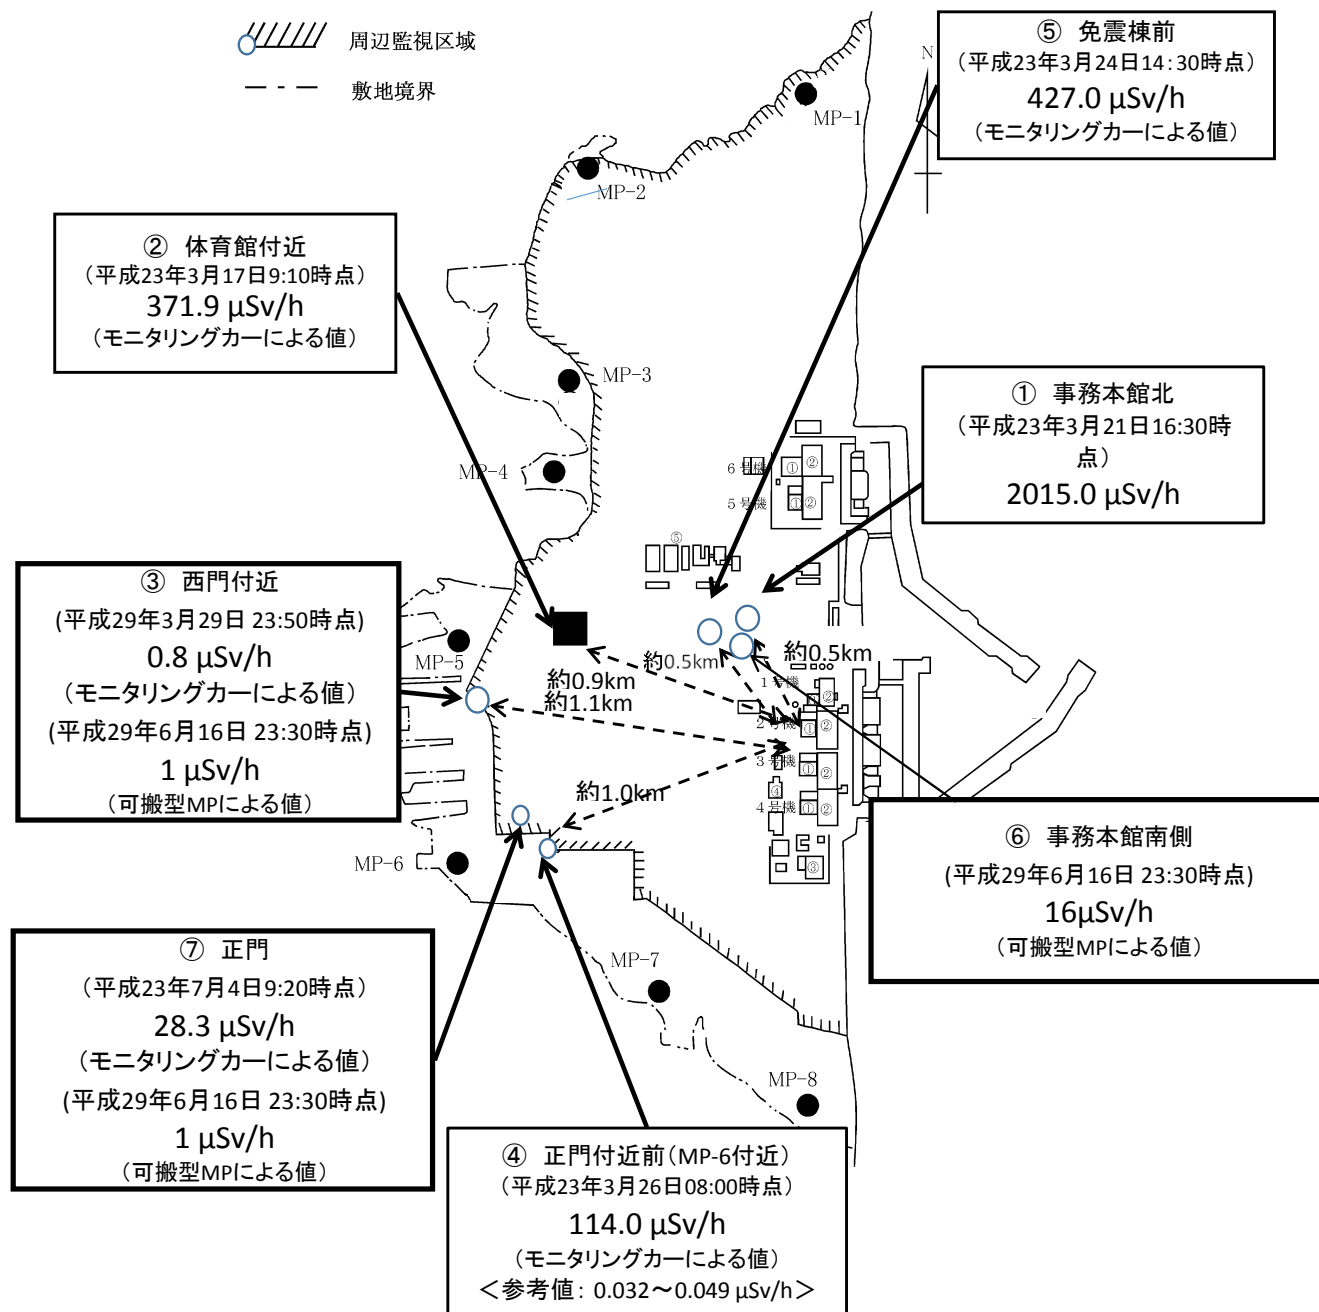 周辺監視区域
敷地境界
⑤ 免震棟前
(平成23年3月24日14:30時点)
427.0 μSv/h
(モニタリングカーによる値)
N
MP-1
MP-2
② 体育館付近
(平成23年3月17日9:10時点)
371.9 μSv/h
(モニタリングカーによる値)
MP-3
① 事務本館北
(平成23年3月21日16:30時
点)
2015.0 μSv/h
MP-4
6号機
① ②
5号機
① ②
⑤
③ 西門付近
(平成29年3月29日 23:50時点)
0.8 μSv/h
(モニタリングカーによる値)
(平成29年6月16日 23:30時点)
1 μSv/h
(可搬型MPによる値)
MP-5
約0.5km
約0.5km
約0.9km
約1.1km
1号機
②
2号機
① ②
3号機
① ②
約1.0km
④
4号機
① ②
③
MP-6
⑥ 事務本館南側
(平成29年6月16日 23:30時点)
16μSv/h
(可搬型MPによる値)
⑦ 正門
(平成23年7月4日9:20時点)
28.3 μSv/h
(モニタリングカーによる値)
(平成29年6月16日 23:30時点)
1 μSv/h
(可搬型MPによる値)
MP-7
MP-8
④ 正門付近前(MP-6付近)
(平成23年3月26日08:00時点)
114.0 μSv/h
(モニタリングカーによる値)
<参考値: 0.032~0.049 μSv/h>